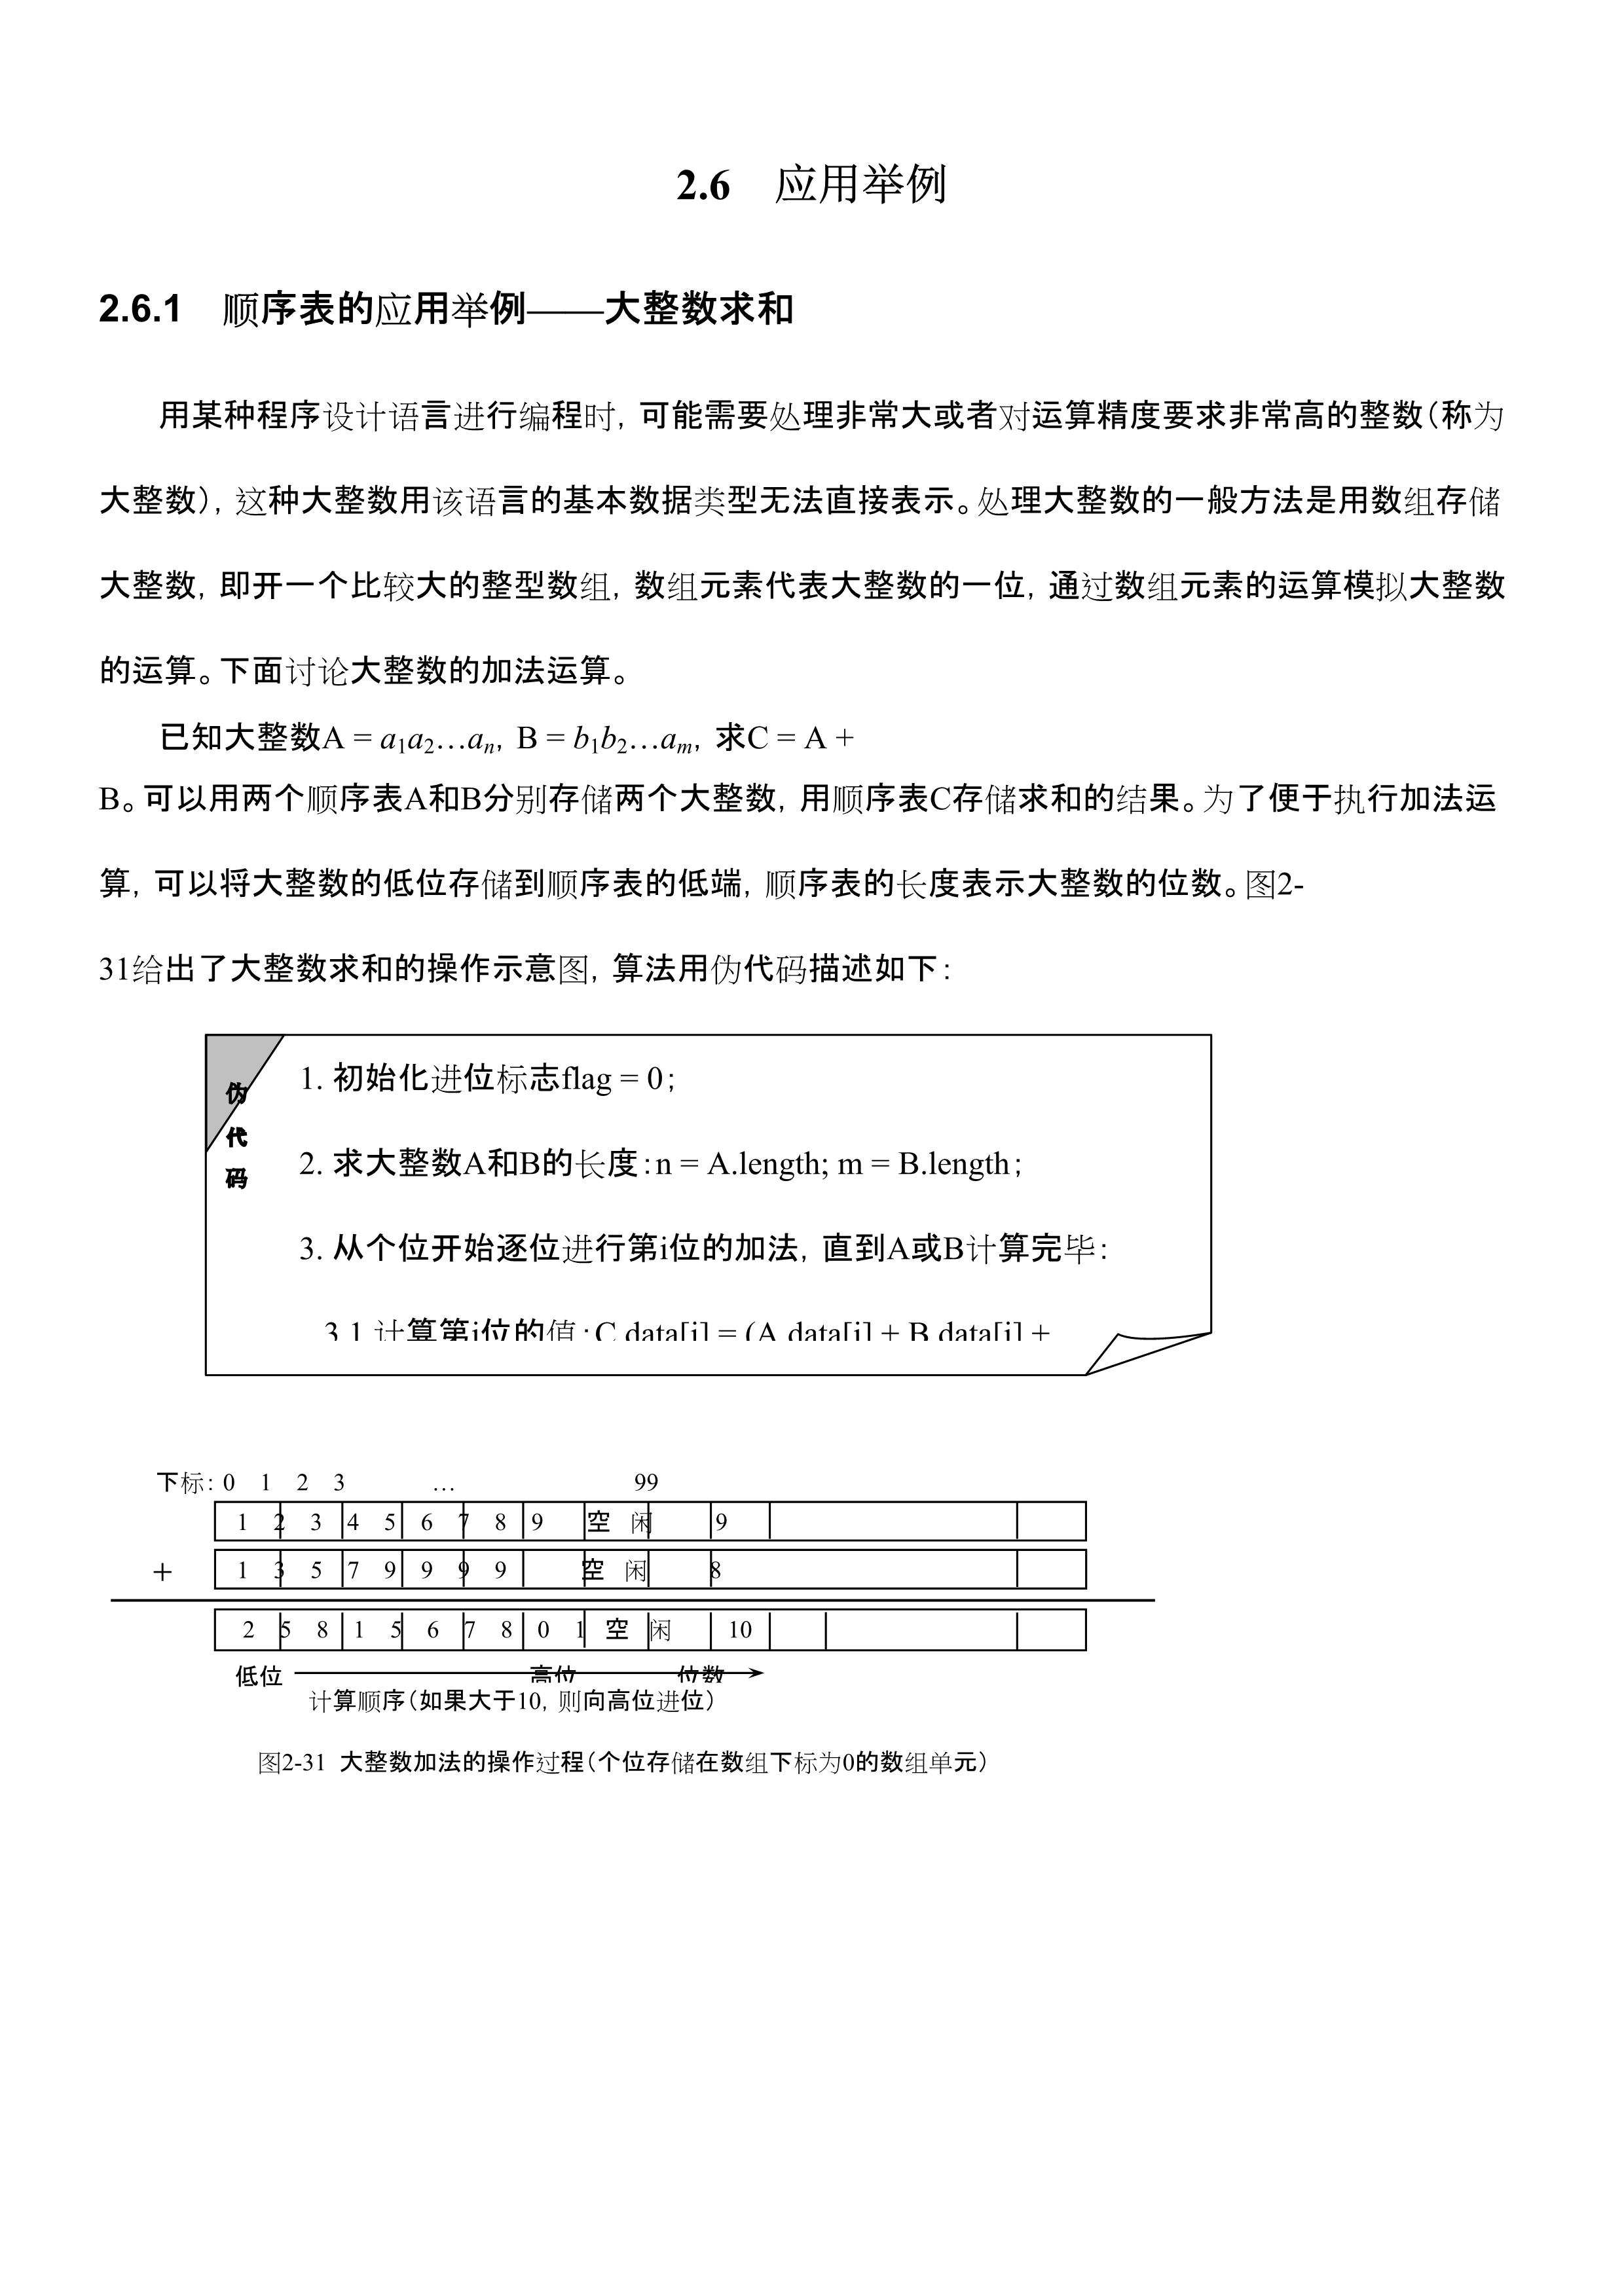 2.6 应用举例
2.6.1 顺序表的应用举例——大整数求和
用某种程序设计语言进行编程时，可能需要处理非常大或者对运算精度要求非常高的整数（称为
大整数），这种大整数用该语言的基本数据类型无法直接表示。处理大整数的一般方法是用数组存储
大整数，即开一个比较大的整型数组，数组元素代表大整数的一位，通过数组元素的运算模拟大整数
的运算。下面讨论大整数的加法运算。
已知大整数A = a1a2…an，B = b1b2…am，求C = A +
B。可以用两个顺序表A和B分别存储两个大整数，用顺序表C存储求和的结果。为了便于执行加法运
算，可以将大整数的低位存储到顺序表的低端，顺序表的长度表示大整数的位数。图2-
31给出了大整数求和的操作示意图，算法用伪代码描述如下：
伪
代
码
1. 初始化进位标志flag = 0；
2. 求大整数A和B的长度：n = A.length; m = B.length；
3. 从个位开始逐位进行第i位的加法，直到A或B计算完毕：
3.1 计算第i位的值：C.data[i] = (A.data[i] + B.data[i] +
下标：0 1 2 3 … 99
1 2 3 4 5 6 7 8 9 空 闲 9
+ 1 3 5 7 9 9 9 9 空 闲 8
2 5 8 1 5 6 7 8 0 1 空 闲 10
低位 高位 位数
计算顺序（如果大于10，则向高位进位）
图2-31 大整数加法的操作过程（个位存储在数组下标为0的数组单元）